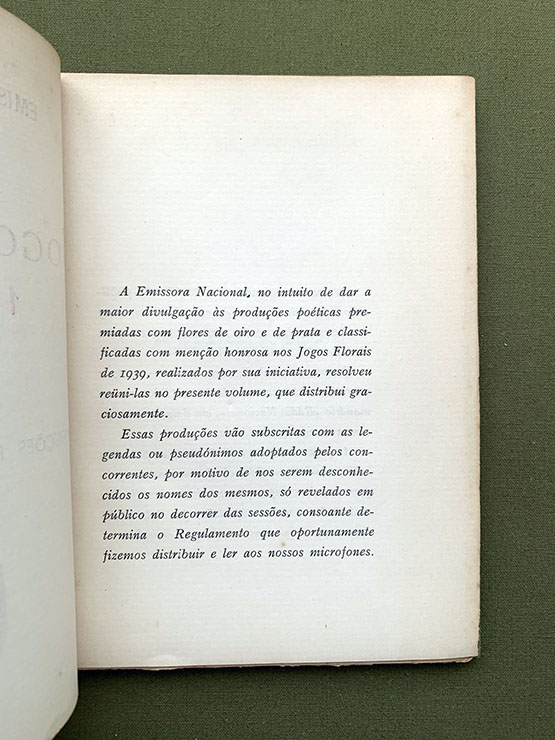 A Emissora Nacional, no intuito de dar a
maior divulgação às produções poéticas pre-
miadas com flores de oiro e de prata e classi-
ficadas com menção honrosa nos Jogos Florais
de 1939, realizados por sua iniciativa, resolveu
reüni-las no presente volume, que distribui gra-
ciosamente.
Essas produções vão subscritas com as le-
gendas ou pseudónimos adoptados pelos con-
correntes, por motivo de nos serem desconhe-
cidos os nomes dos mesmos, só revelados em
público no decorrer das sessões, consoante de-
termina o Regulamento que oportunamente
fizemos distribuir e ler aos nossos microfones.